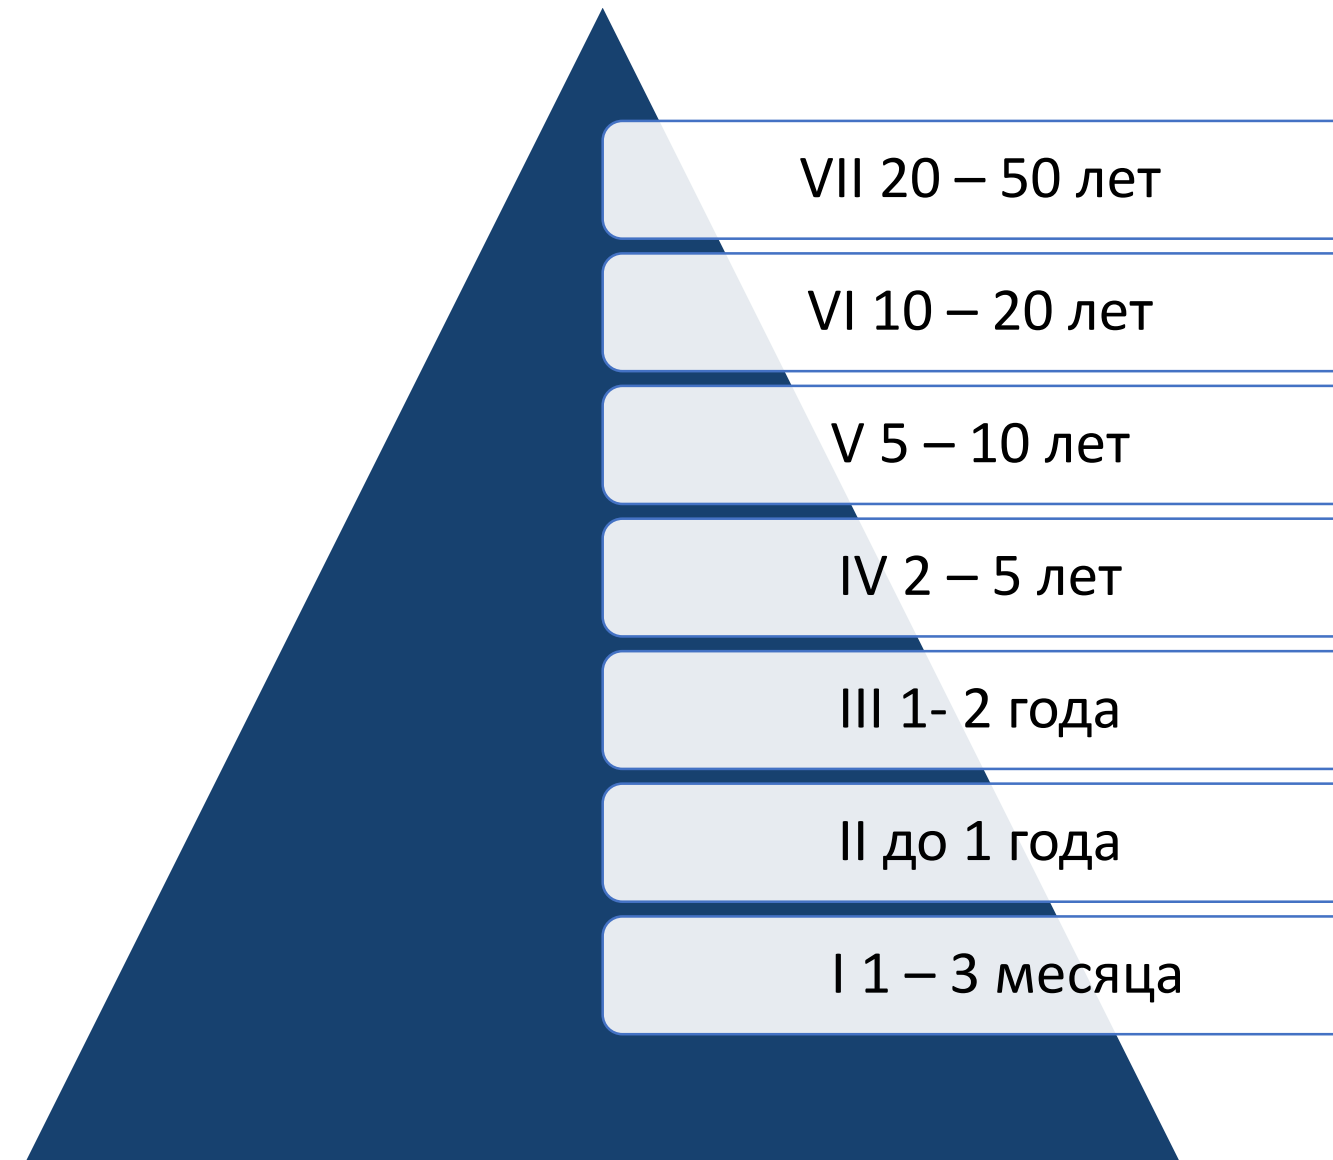 VII 20 – 50 лет
VI 10 – 20 лет
V 5 – 10 лет
IV 2 – 5 лет
III 1- 2 года
II до 1 года
I 1 – 3 месяца